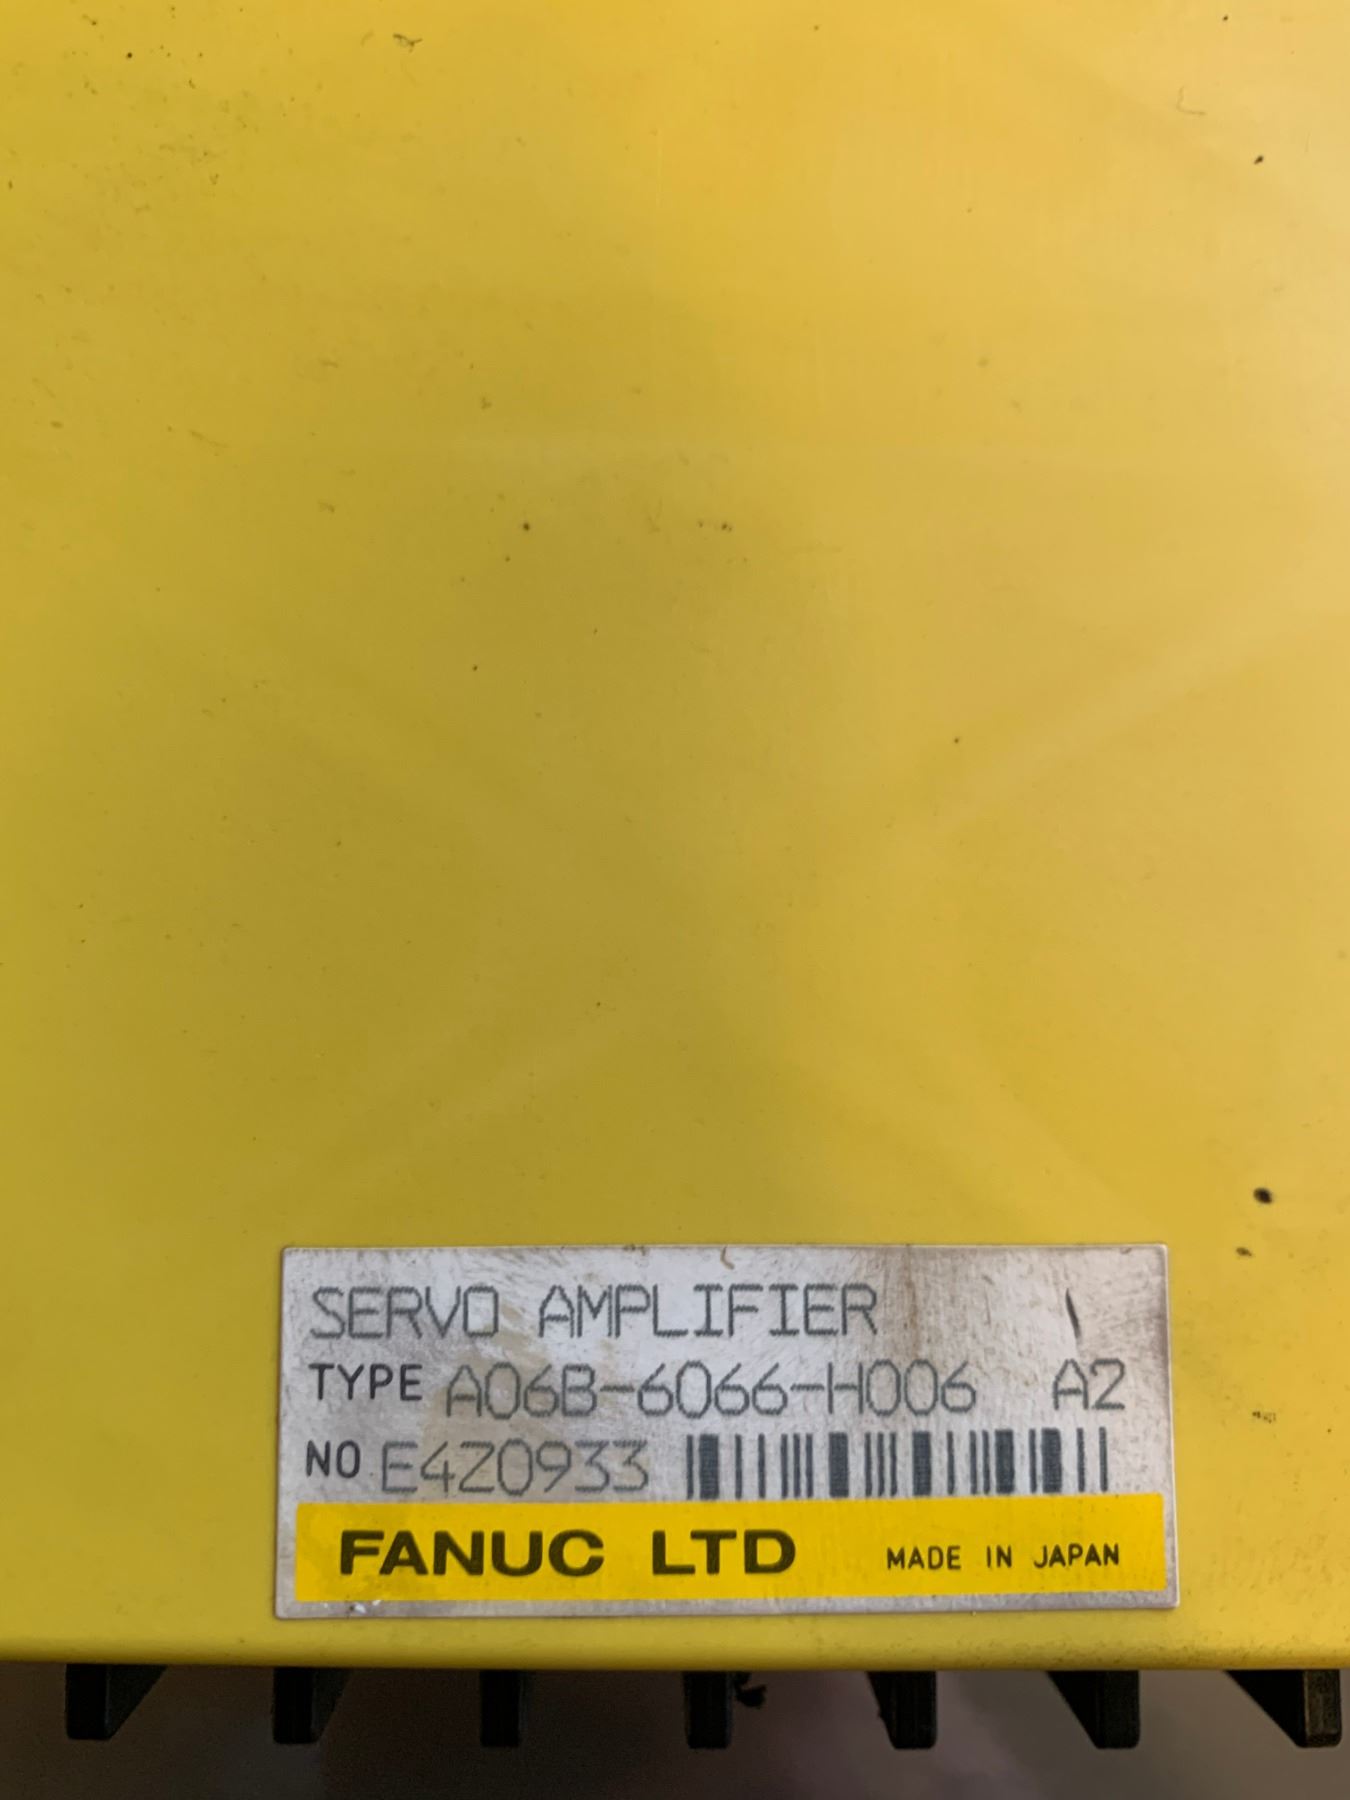 SERVO AMPLIFIER
TYPE A06B-6066-H006 A2
NO E4Z0933
FANUC LTD MADE IN JAPAN